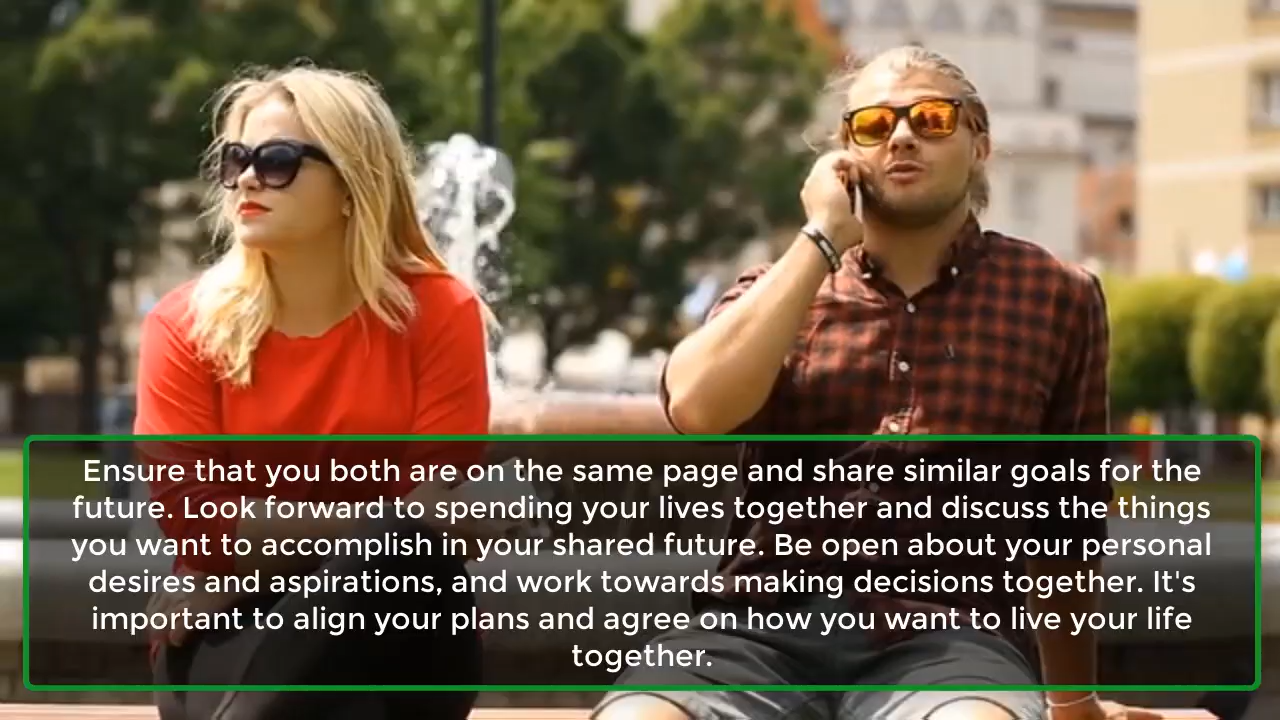 Ensure that you both are on the same page and share similar goals for the
future. Look forward to spending your lives together and discuss the things
you want to accomplish in your shared future. Be open about your personal
desires and aspirations, and work towards making decisions together. It's
important to align your plans and agree on how you want to live your life
together.